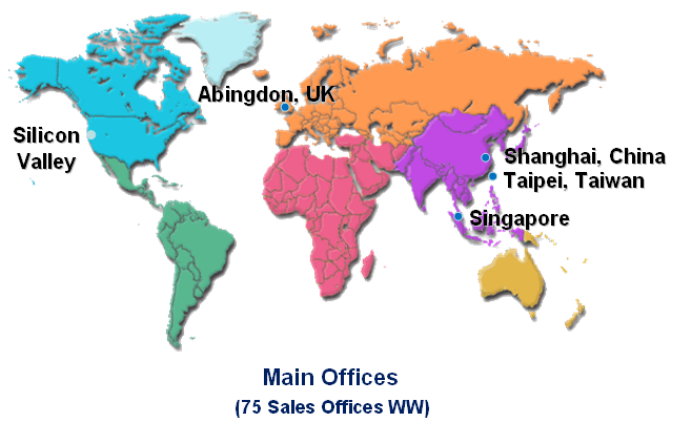 Abingdon, UK
Silicon
Valley
Shanghai, China
Taipei, Taiwan
Singapore
Main Offices
(75 Sales Offices WW)